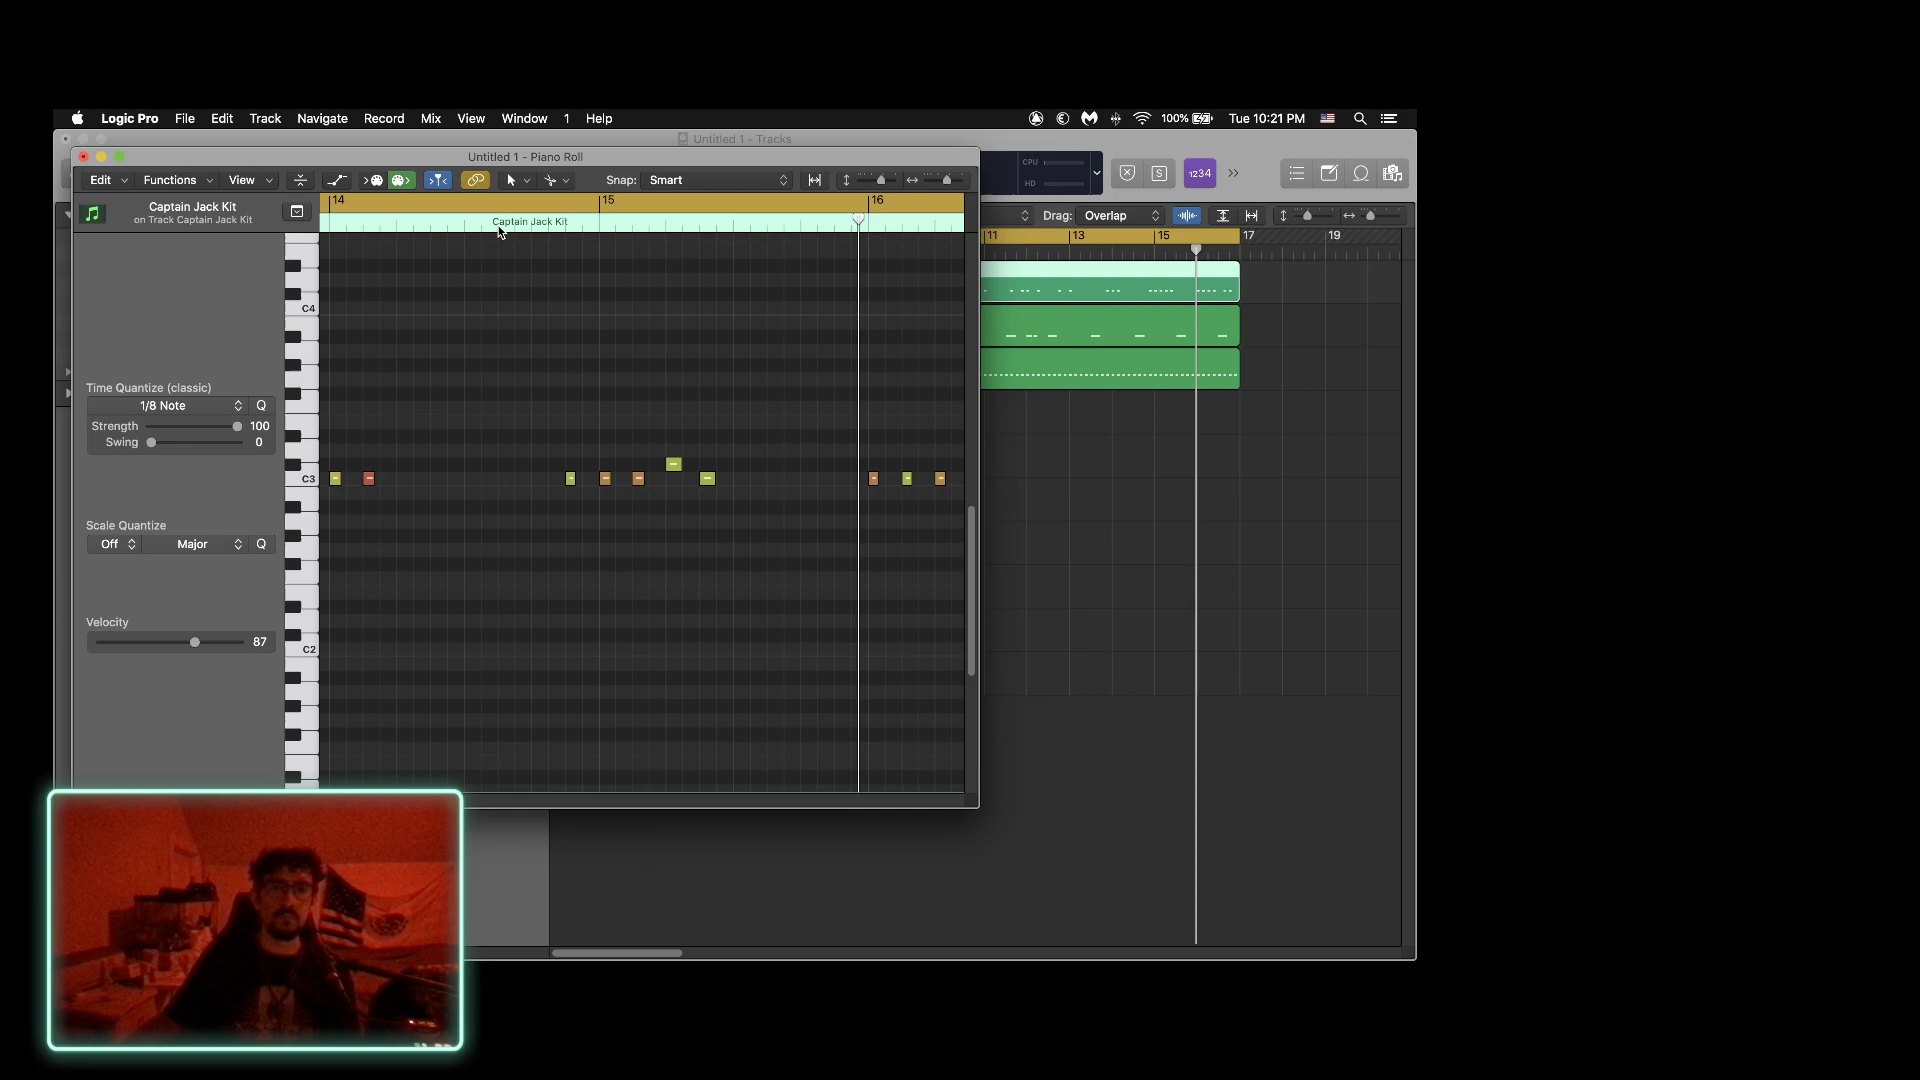 Logic Pro File Edit Track Navigate Record Mix View Window 1 Help 100% Tue 10:21 PM
Untitled 1 - Tracks
Untitled 1 - Piano Roll
CPU
HD
S
1234
Edit Functions View Snap: Smart
Captain Jack Kit
on Track Captain Jack Kit
14 15 16
Captain Jack Kit
Drag: Overlap
11 13 15 17 19
C4
Time Quantize (classic)
1/8 Note Q
Strength 100
Swing 0
C3
Scale Quantize
Off Major Q
Velocity
87
C2